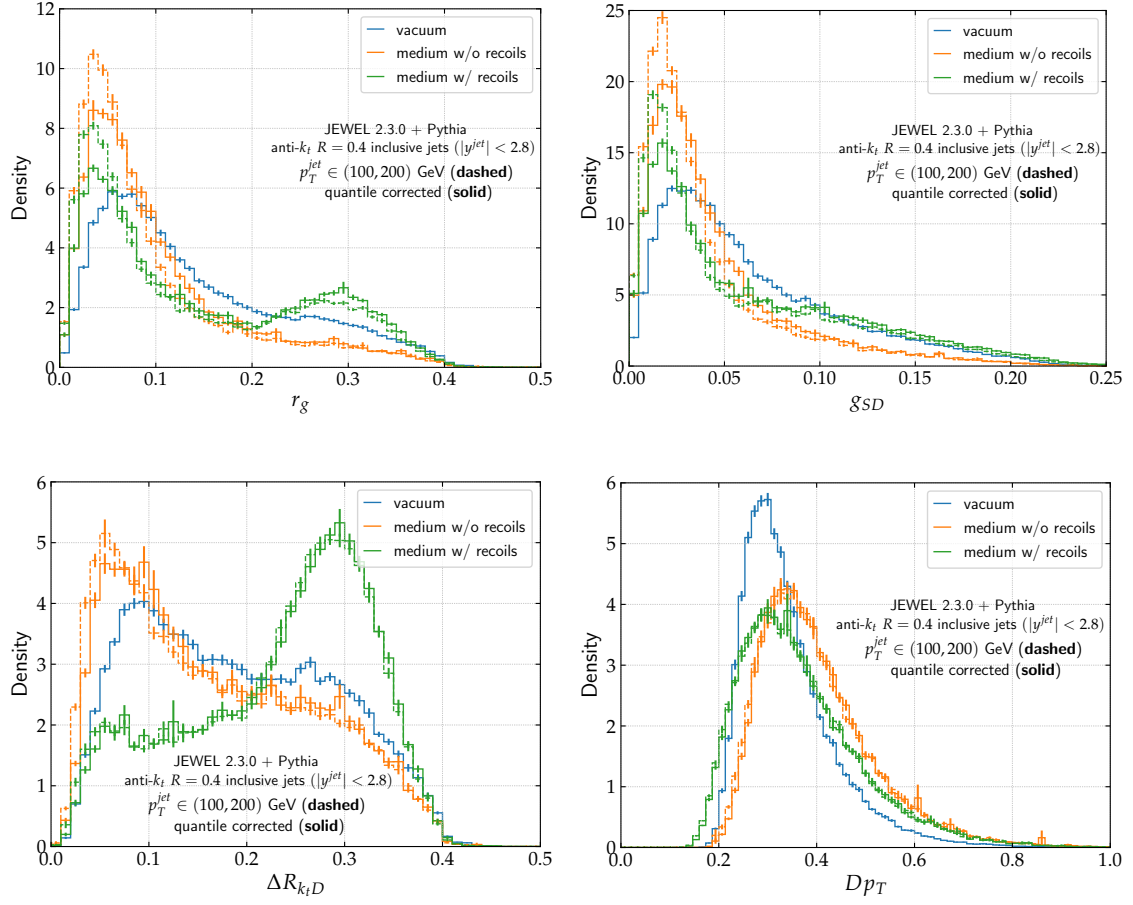 12
10
8
6
4
2
0
Density
0.0
0.1
0.2
0.3
0.4
0.5
r_g
vacuum
medium w/o recoils
medium w/ recoils
JEWEL 2.3.0 + Pythia
anti-k_t R = 0.4 inclusive jets (|y^{jet}| < 2.8)
p_T^{jet} ∈ (100, 200) GeV (dashed)
quantile corrected (solid)
25
20
15
10
5
0
Density
0.00
0.05
0.10
0.15
0.20
0.25
g_{SD}
vacuum
medium w/o recoils
medium w/ recoils
JEWEL 2.3.0 + Pythia
anti-k_t R = 0.4 inclusive jets (|y^{jet}| < 2.8)
p_T^{jet} ∈ (100, 200) GeV (dashed)
quantile corrected (solid)
6
5
4
3
2
1
0
Density
0.0
0.1
0.2
0.3
0.4
0.5
ΔR_{k_tD}
vacuum
medium w/o recoils
medium w/ recoils
JEWEL 2.3.0 + Pythia
anti-k_t R = 0.4 inclusive jets (|y^{jet}| < 2.8)
p_T^{jet} ∈ (100, 200) GeV (dashed)
quantile corrected (solid)
6
5
4
3
2
1
0
Density
0.0
0.2
0.4
0.6
0.8
1.0
Dp_T
vacuum
medium w/o recoils
medium w/ recoils
JEWEL 2.3.0 + Pythia
anti-k_t R = 0.4 inclusive jets (|y^{jet}| < 2.8)
p_T^{jet} ∈ (100, 200) GeV (dashed)
quantile corrected (solid)